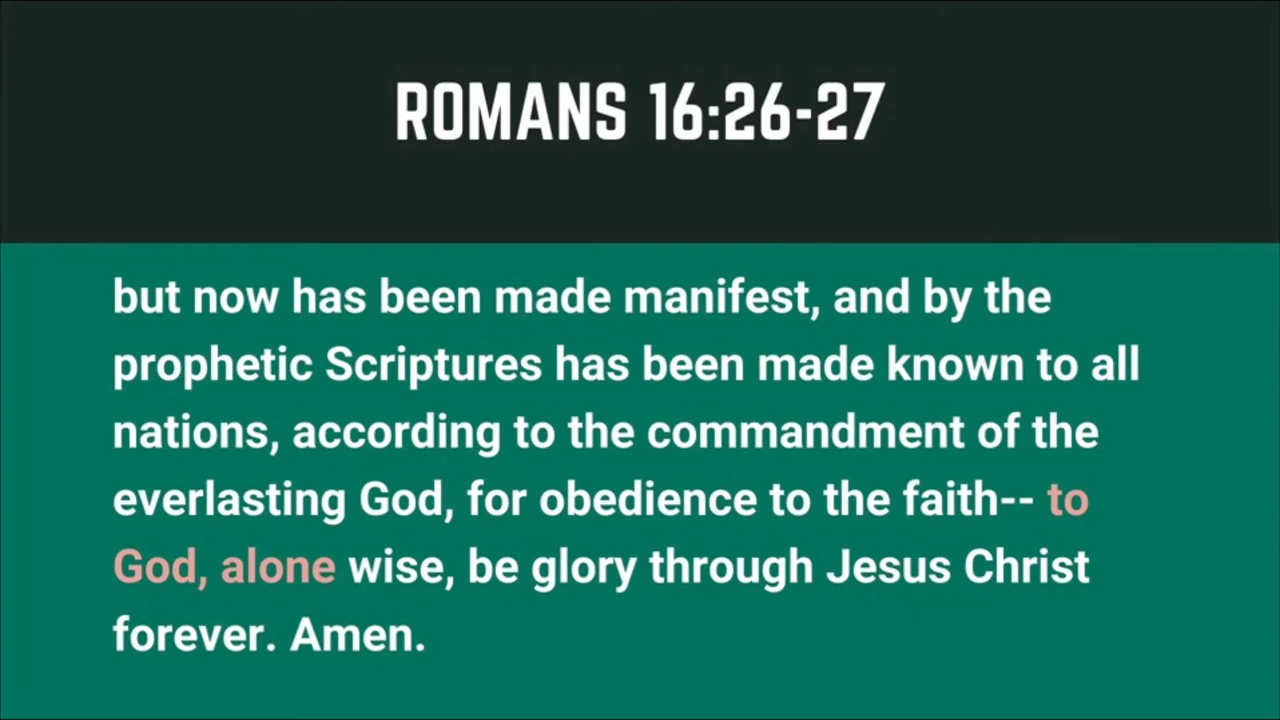 ROMANS 16:26-27
but now has been made manifest, and by the
prophetic Scriptures has been made known to all
nations, according to the commandment of the
everlasting God, for obedience to the faith-- to
God, alone wise, be glory through Jesus Christ
forever. Amen.